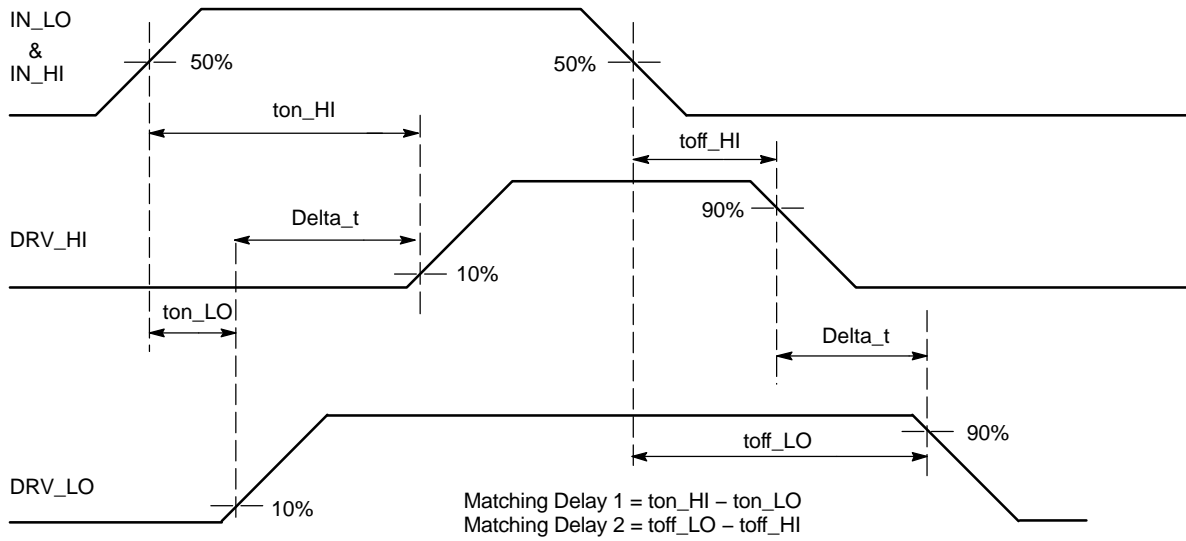 IN_LO
&
IN_HI
50%
50%
ton_HI
toff_HI
90%
Delta_t
DRV_HI
10%
ton_LO
Delta_t
90%
toff_LO
DRV_LO
10%
Matching Delay 1 = ton_HI − ton_LO
Matching Delay 2 = toff_LO − toff_HI